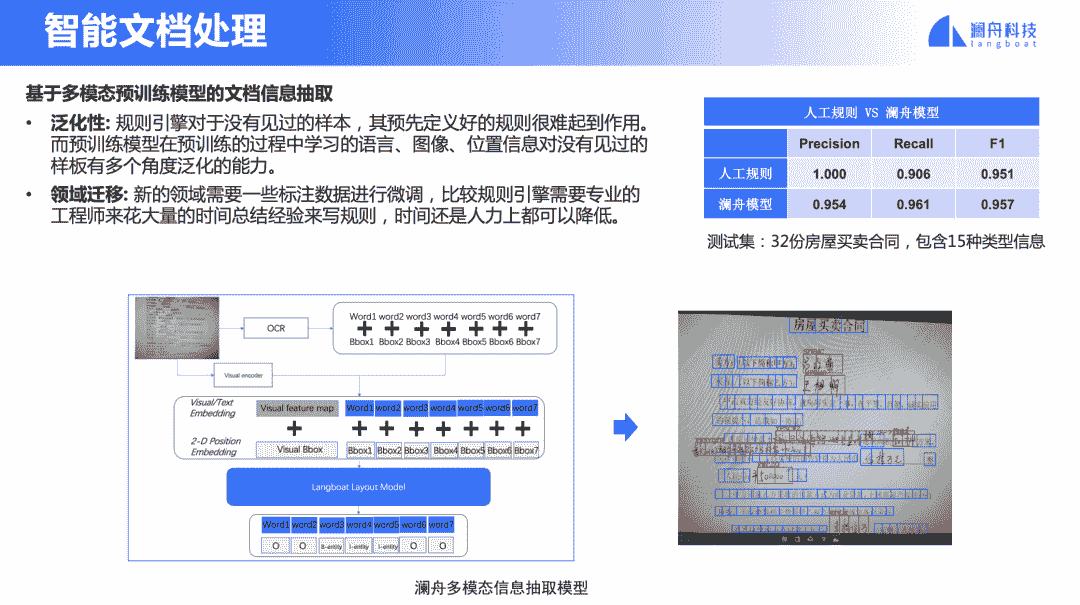 智能文档处理
澜舟科技
langboat
基于多模态预训练模型的文档信息抽取
• 泛化性: 规则引擎对于没有见过的样本，其预先定义好的规则很难起到作用。
而预训练模型在预训练的过程中学习的语言、图像、位置信息对没有见过的
样板有多个角度泛化的能力。
• 领域迁移: 新的领域需要一些标注数据进行微调，比较规则引擎需要专业的
工程师来花大量的时间总结经验来写规则，时间还是人力上都可以降低。
人工规则 VS 澜舟模型
Precision Recall F1
人工规则 1.000 0.906 0.951
澜舟模型 0.954 0.961 0.957
测试集：32份房屋买卖合同，包含15种类型信息
OCR
Word1 word2 word3 word4 word5 word6 word7
Bbox1 Bbox2 Bbox3 Bbox4 Bbox5 Bbox6 Bbox7
Visual encoder
Visual/Text
Embedding
Visual feature map Word1 word2 word3 word4 word5 word6 word7
2-D Position
Embedding
Visual Bbox Bbox1 Bbox2 Bbox3 Bbox4 Bbox5 Bbox6 Bbox7
Langboat Layout Model
Word1 word2 word3 word4 word5 word6 word7
O O B-entity I-entity I-entity O O
房屋买卖合同
澜舟多模态信息抽取模型